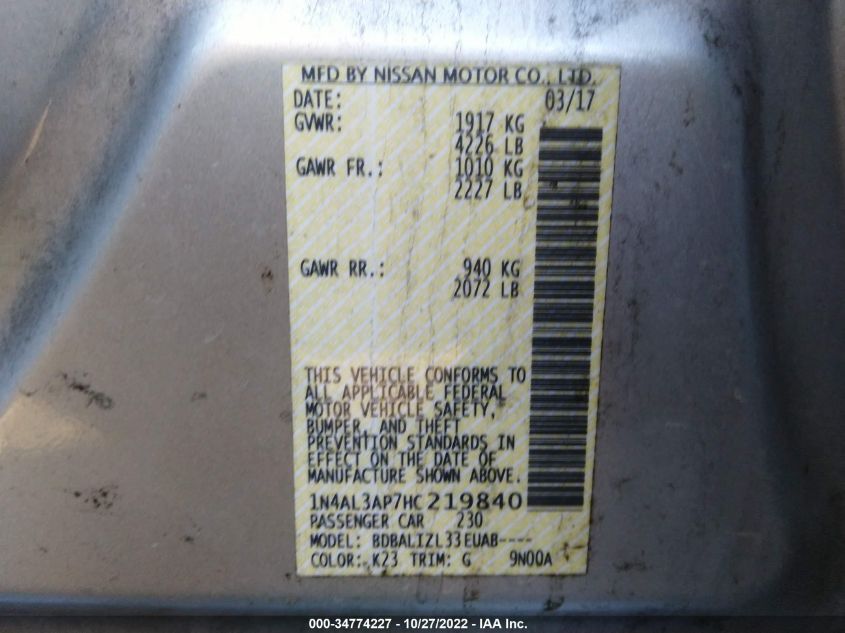 MFD BY NISSAN MOTOR CO., LTD.
DATE: 03/17
GVWR: 1917 KG
4226 LB
GAWR FR.: 1010 KG
2227 LB
GAWR RR.: 940 KG
2072 LB
THIS VEHICLE CONFORMS TO
ALL APPLICABLE FEDERAL
MOTOR VEHICLE SAFETY,
BUMPER, AND THEFT
PREVENTION STANDARDS IN
EFFECT ON THE DATE OF
MANUFACTURE SHOWN ABOVE.
1N4AL3AP7HC219840
PASSENGER CAR 230
MODEL: BDBALIZL33EUAB----
COLOR: K23 TRIM: G 9N00A
000-34774227 - 10/27/2022 - IAA Inc.